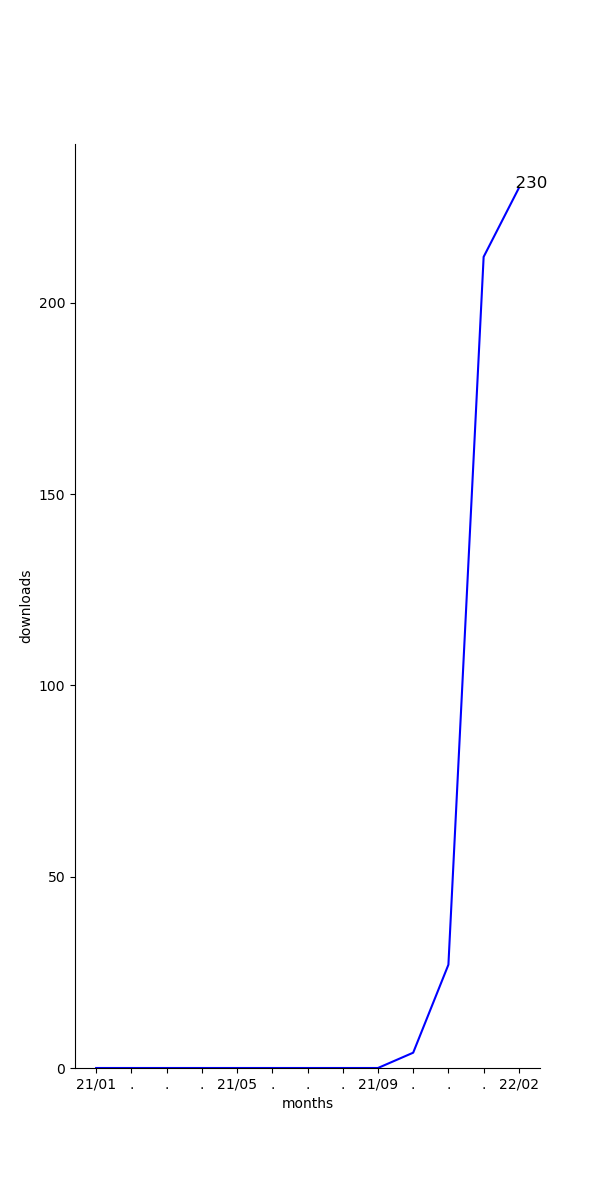 230
200
150
100
50
0
downloads
21/01 . . . 21/05 . . . 21/09 . . . 22/02
months